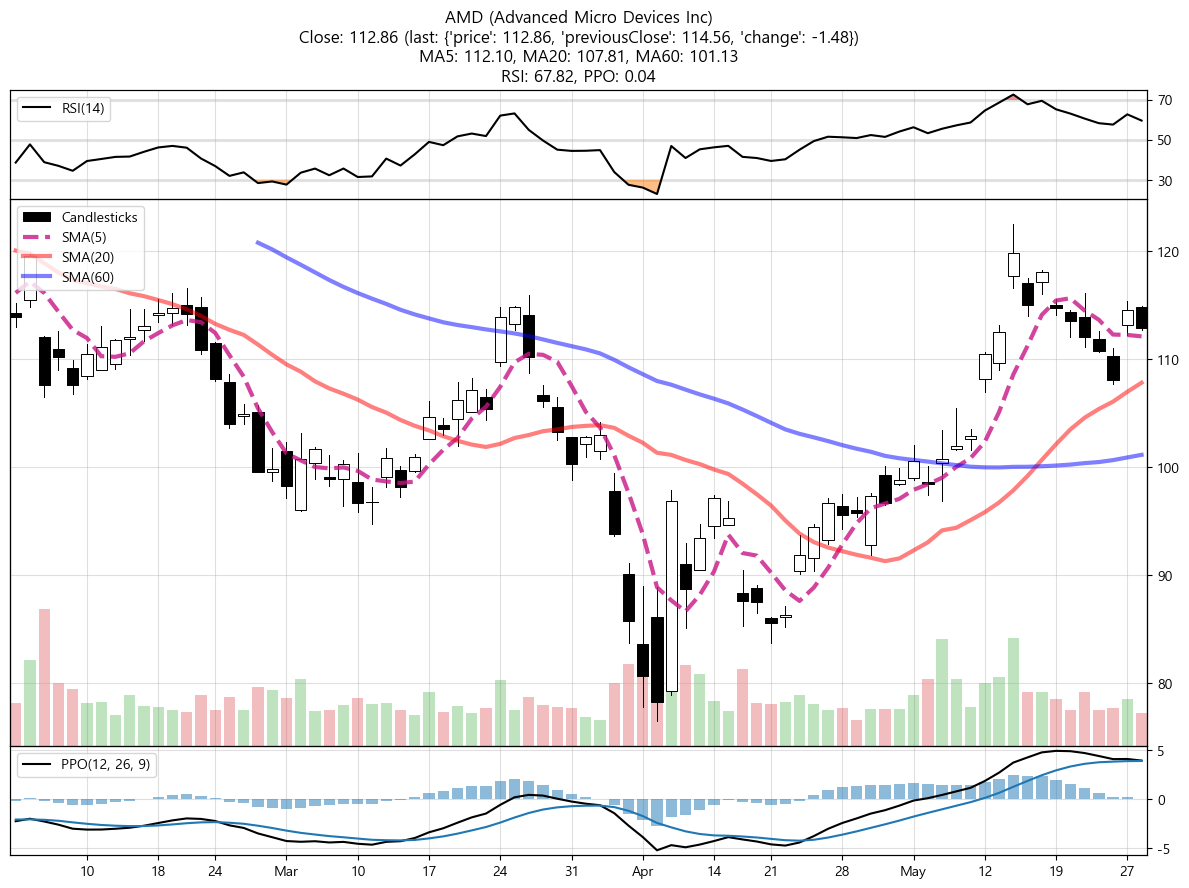 AMD (Advanced Micro Devices Inc)
Close: 112.86 (last: {'price': 112.86, 'previousClose': 114.56, 'change': -1.48})
MA5: 112.10, MA20: 107.81, MA60: 101.13
RSI: 67.82, PPO: 0.04
RSI(14)
70
50
30
Candlesticks
SMA(5)
SMA(20)
SMA(60)
120
110
100
90
80
PPO(12, 26, 9)
5
0
-5
10 18 24 Mar 10 17 24 31 Apr 14 21 28 May 12 19 27